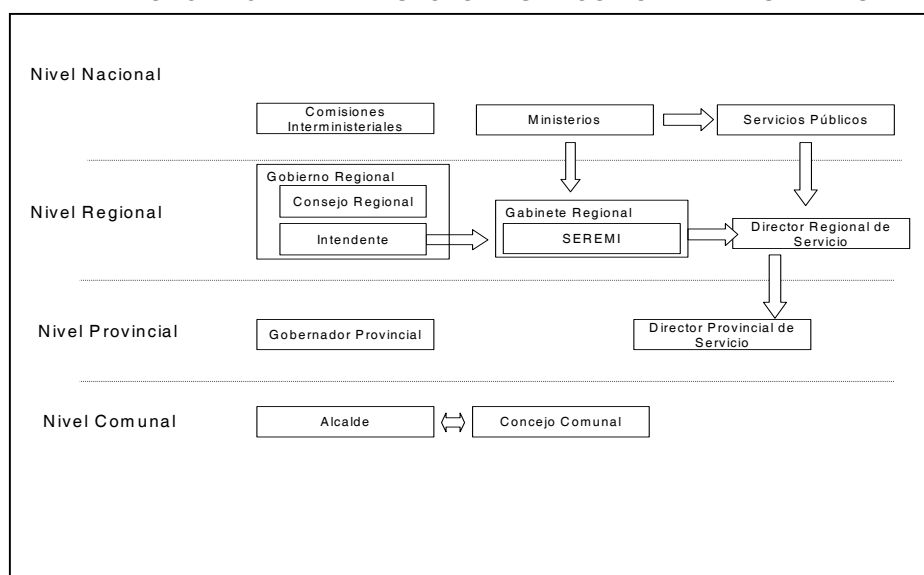 Nivel Nacional
Comisiones
Interministeriales
Ministerios
Servicios Públicos
Gobierno Regional
Consejo Regional
Nivel Regional
Intendente
Gabinete Regional
SEREMI
Director Regional de
Servicio
Nivel Provincial
Gobernador Provincial
Director Provincial de
Servicio
Nivel Comunal
Alcalde
Concejo Comunal